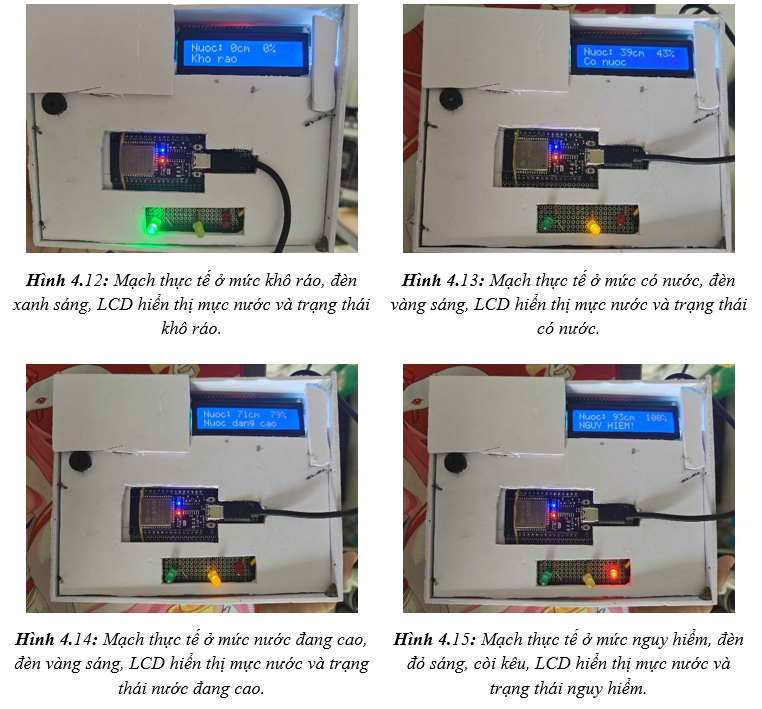 Nuoc: 0cm 0%
Kho rao
Nuoc: 39cm 43%
Co nuoc
Hình 4.12: Mạch thực tế ở mức khô ráo, đèn
xanh sáng, LCD hiển thị mực nước và trạng thái
khô ráo.
Hình 4.13: Mạch thực tế ở mức có nước, đèn
vàng sáng, LCD hiển thị mực nước và trạng thái
có nước.
Nuoc: 71cm 79%
Nuoc dang cao
Nuoc: 93cm 100%
NGUY HIEM!
Hình 4.14: Mạch thực tế ở mức nước đang cao,
đèn vàng sáng, LCD hiển thị mực nước và trạng
thái nước đang cao.
Hình 4.15: Mạch thực tế ở mức nguy hiểm, đèn
đỏ sáng, còi kêu, LCD hiển thị mực nước và
trạng thái nguy hiểm.